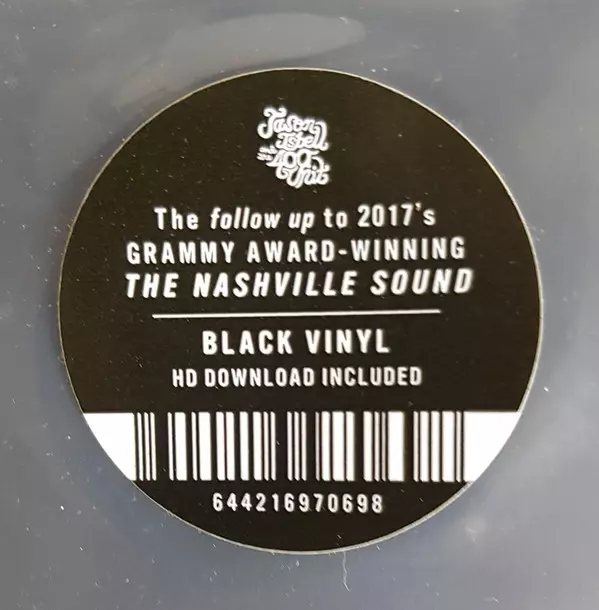 Jason
Isbell
and the
400
Unit
The follow up to 2017's
GRAMMY AWARD-WINNING
THE NASHVILLE SOUND
BLACK VINYL
HD DOWNLOAD INCLUDED
644216970698